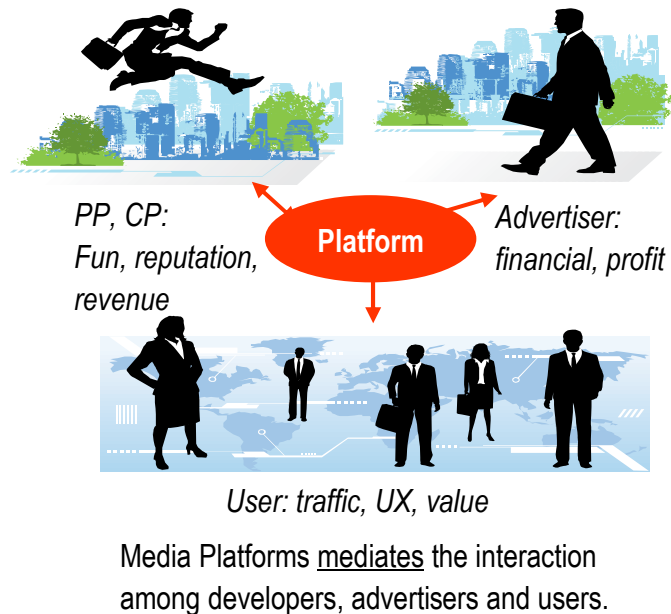 PP, CP:
Fun, reputation,
revenue
Platform
Advertiser:
financial, profit
User: traffic, UX, value
Media Platforms mediates the interaction
among developers, advertisers and users.